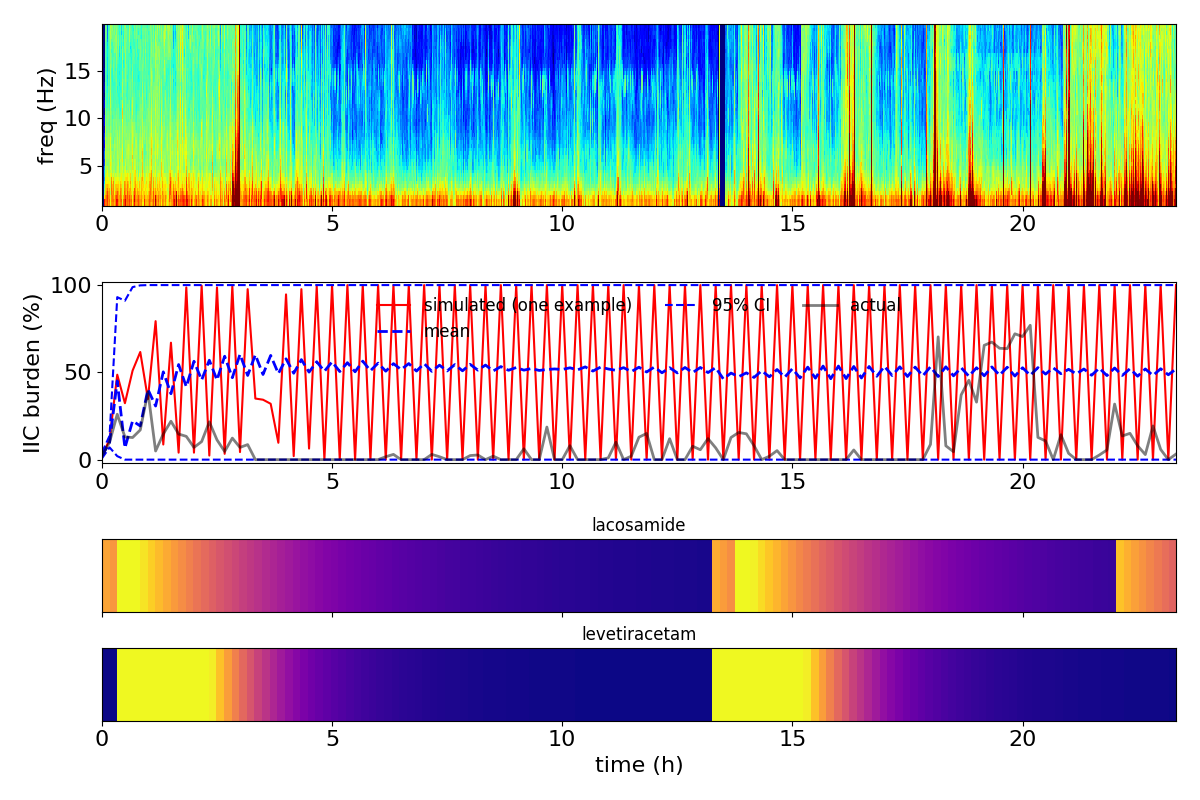 freq (Hz)
15
10
5
0 5 10 15 20
IIC burden (%)
100
50
0
simulated (one example) 95% CI actual
mean
0 5 10 15 20
lacosamide
levetiracetam
0 5 10 15 20
time (h)